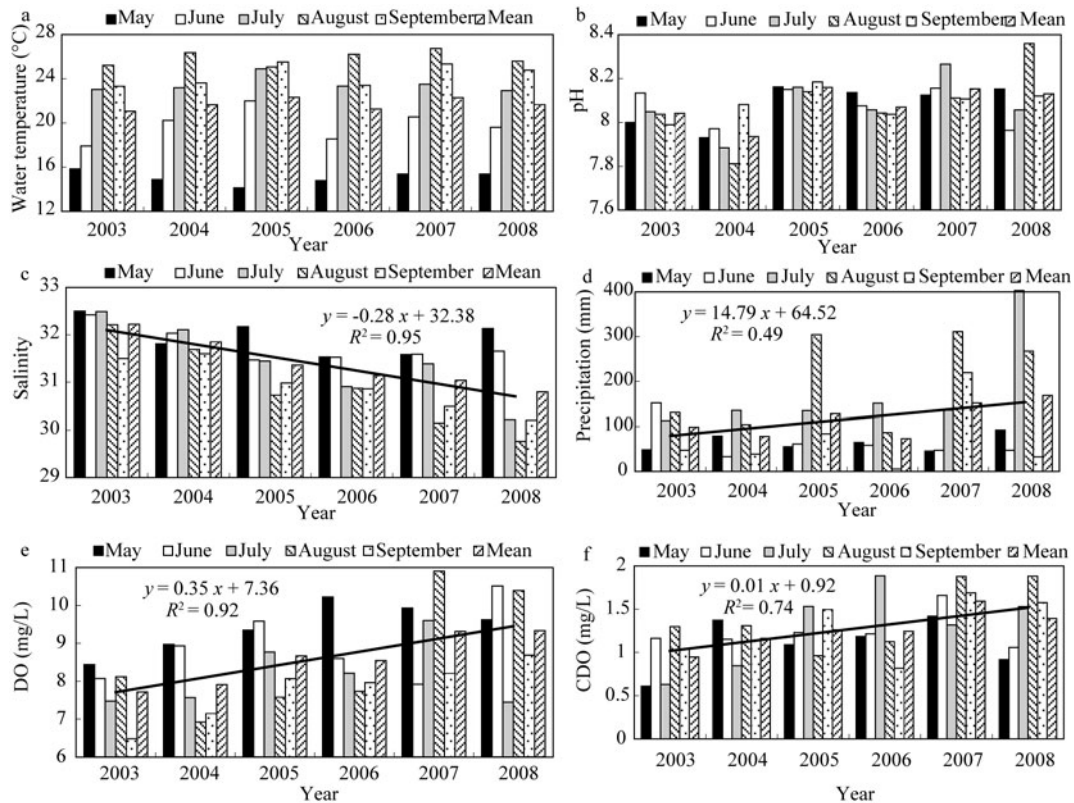 a
May June July August September Mean
Water temperature (°C)
28
24
20
16
12
2003 2004 2005 2006 2007 2008
Year
b
May June July August September Mean
pH
8.4
8.2
8
7.8
7.6
2003 2004 2005 2006 2007 2008
Year
c
May June July August September Mean
Salinity
33
32
31
30
29
y = -0.28 x + 32.38
R² = 0.95
2003 2004 2005 2006 2007 2008
Year
d
May June July August September Mean
Precipitation (mm)
400
300
200
100
0
y = 14.79 x + 64.52
R² = 0.49
2003 2004 2005 2006 2007 2008
Year
e
May June July August September Mean
DO (mg/L)
11
10
9
8
7
6
y = 0.35 x + 7.36
R² = 0.92
2003 2004 2005 2006 2007 2008
Year
f
May June July August September Mean
CDO (mg/L)
2
1.5
1
0.5
0
y = 0.01 x + 0.92
R² = 0.74
2003 2004 2005 2006 2007 2008
Year